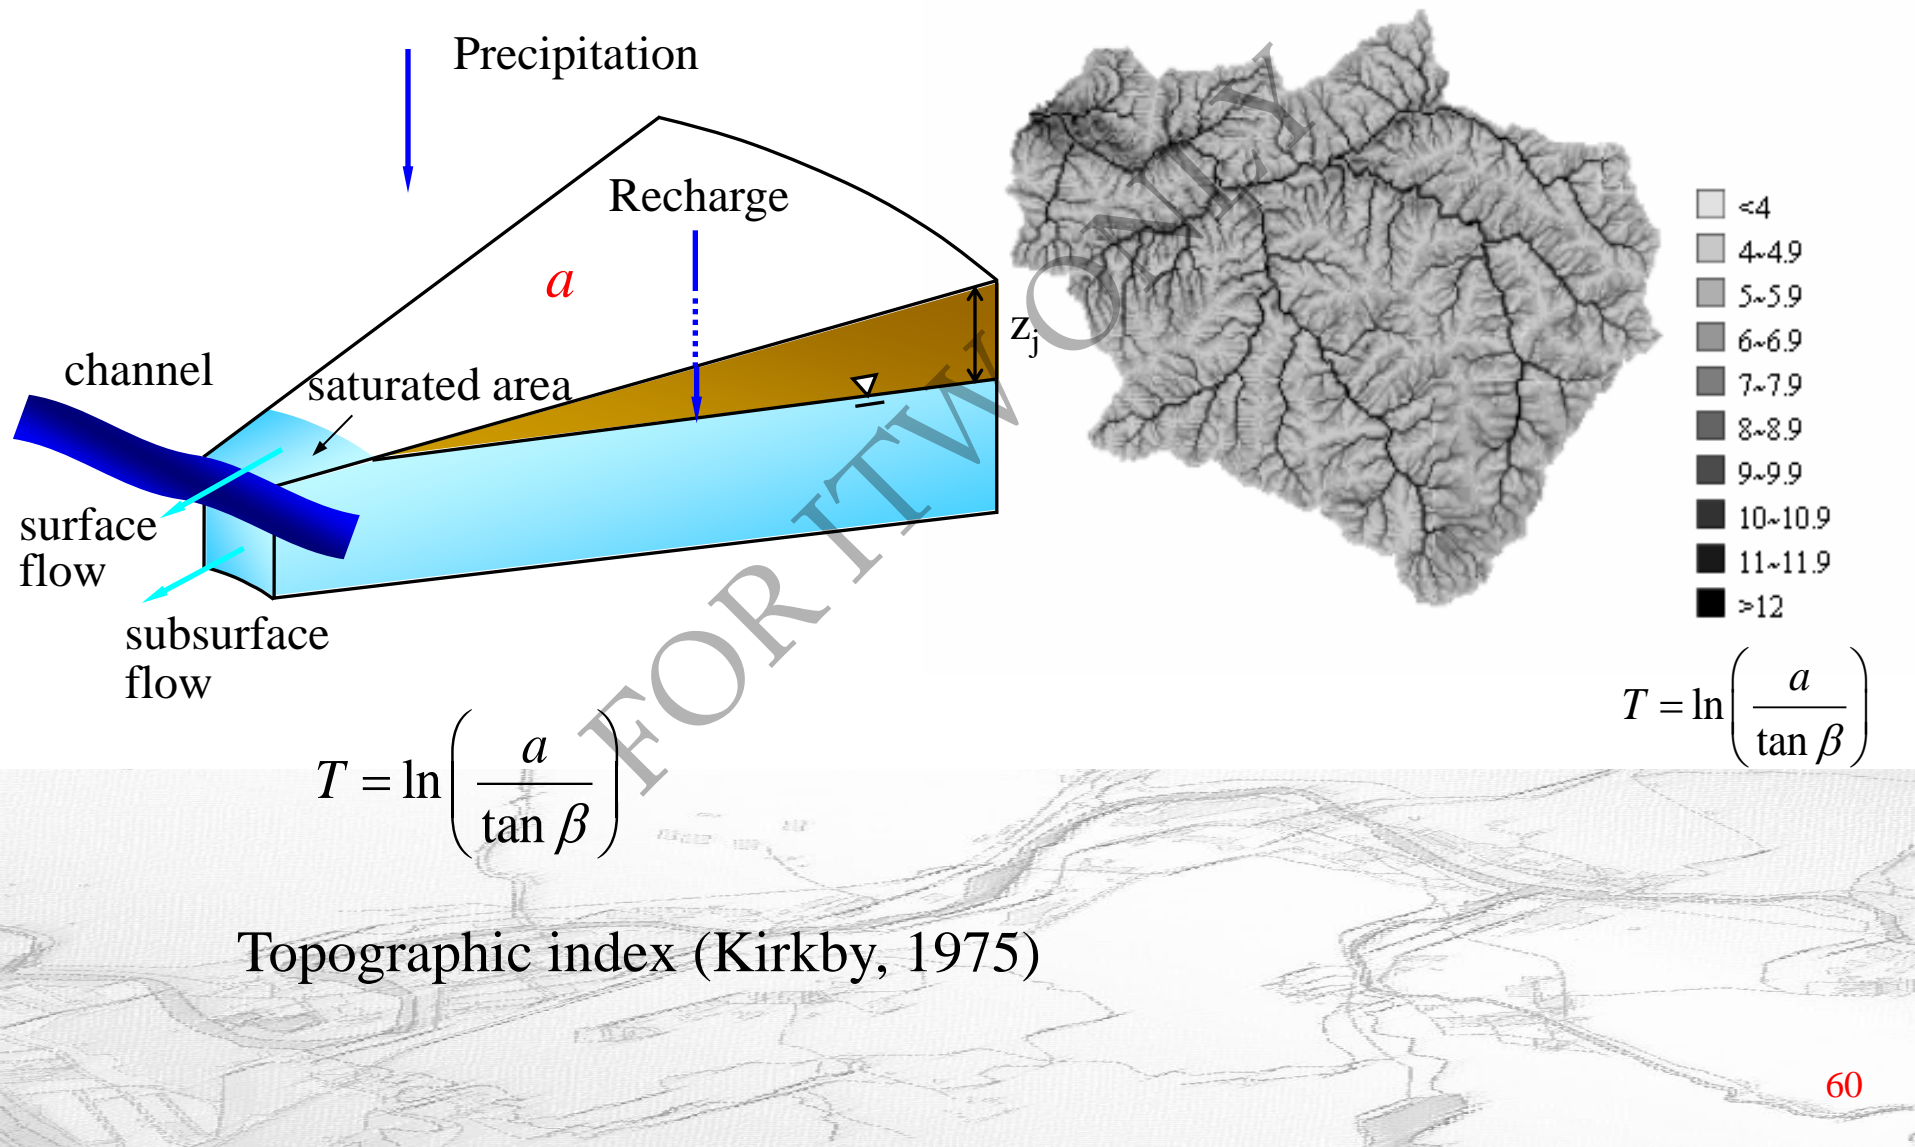 Precipitation
Recharge
a
z_j
channel
saturated area
surface
flow
subsurface
flow
<4
4~4.9
5~5.9
6~6.9
7~7.9
8~8.9
9~9.9
10~10.9
11~11.9
>12
T = ln(a / tan β)
T = ln(a / tan β)
FOR ITW ONLY
Topographic index (Kirkby, 1975)
60